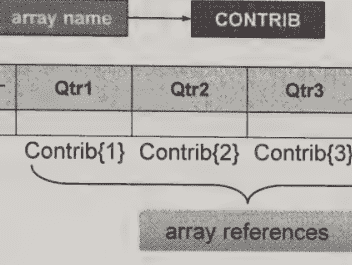 array name CONTRIB
Qtr1 Qtr2 Qtr3
Contrib{1} Contrib{2} Contrib{3}
array references